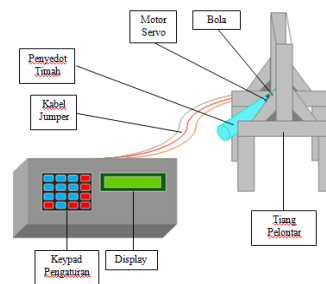 Motor
Servo
Bola
Penyedot
Timah
Kabel
Jumper
Tiang
Pelontar
Keypad
Pengaturan
Display